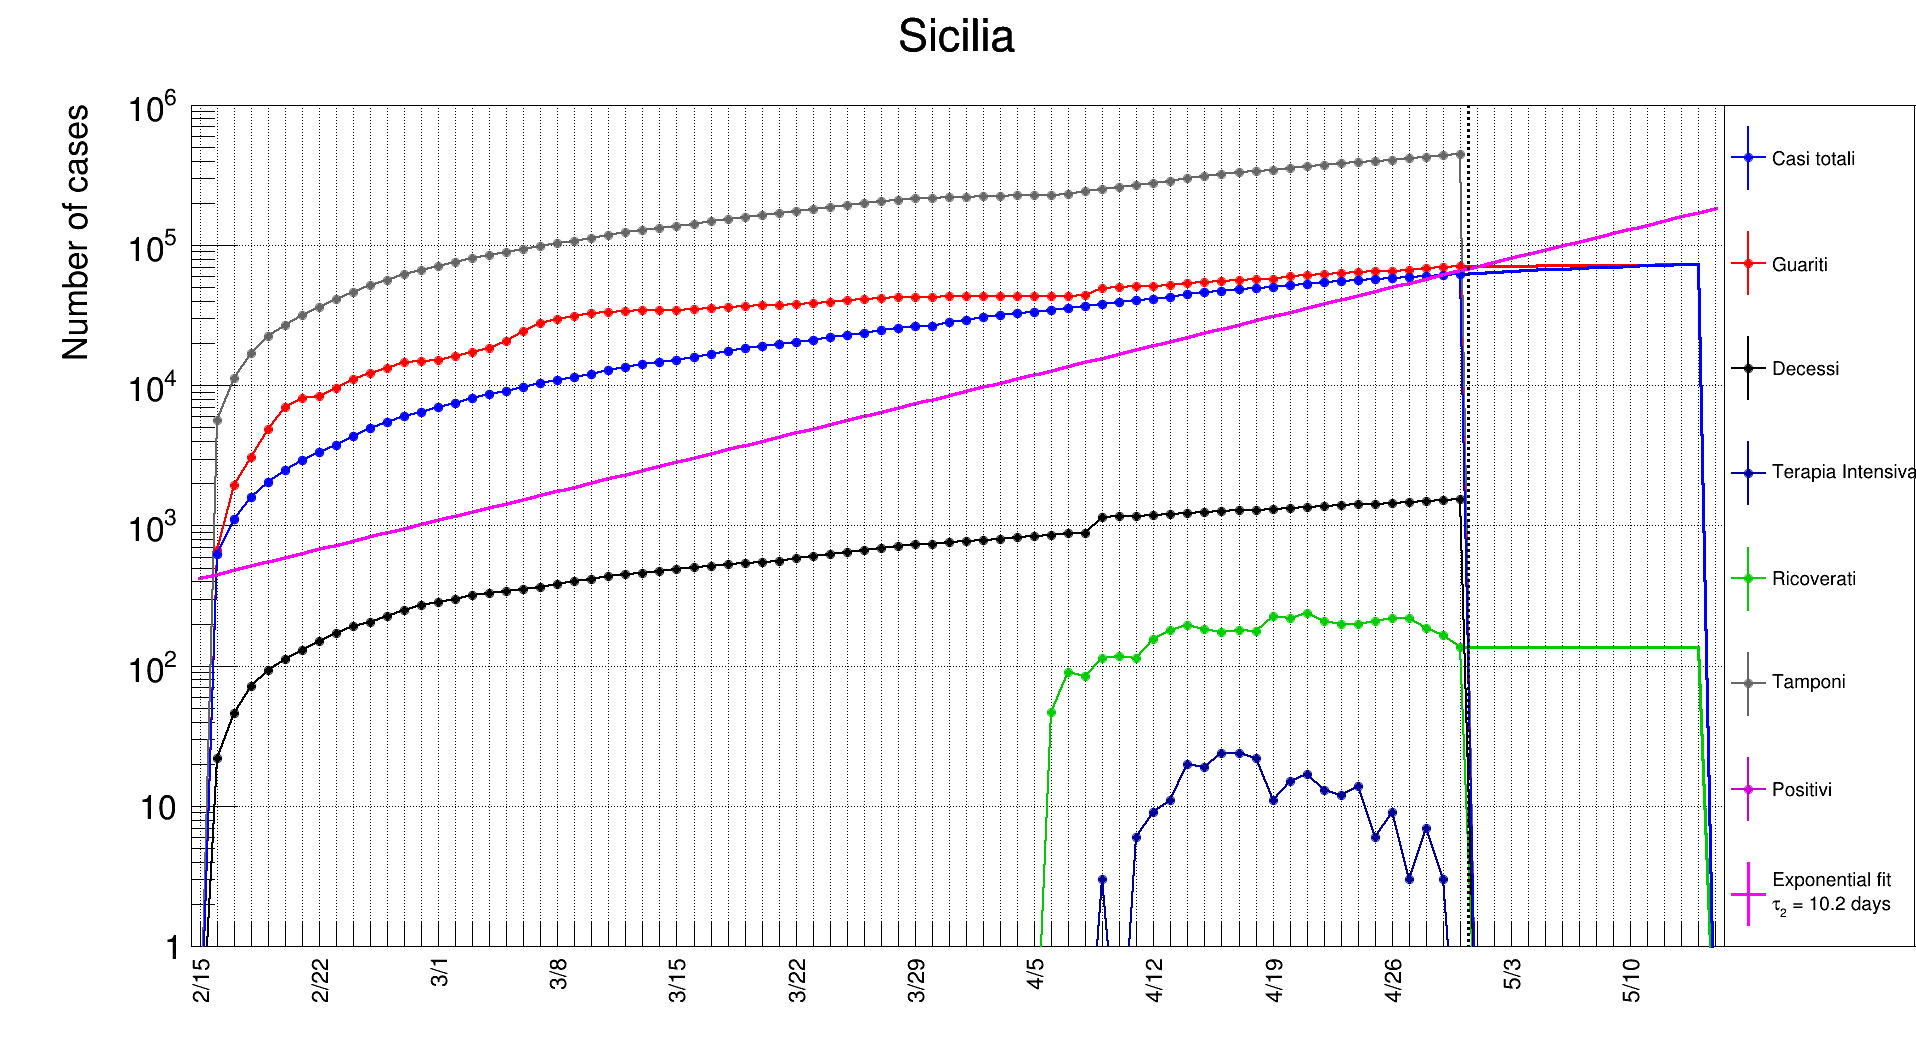 Sicilia
Number of cases
10^6
10^5
10^4
10^3
10^2
10
1
2/15 2/22 3/1 3/8 3/15 3/22 3/29 4/5 4/12 4/19 4/26 5/3 5/10
Casi totali
Guariti
Decessi
Terapia Intensiva
Ricoverati
Tamponi
Positivi
Exponential fit
τ₂ = 10.2 days